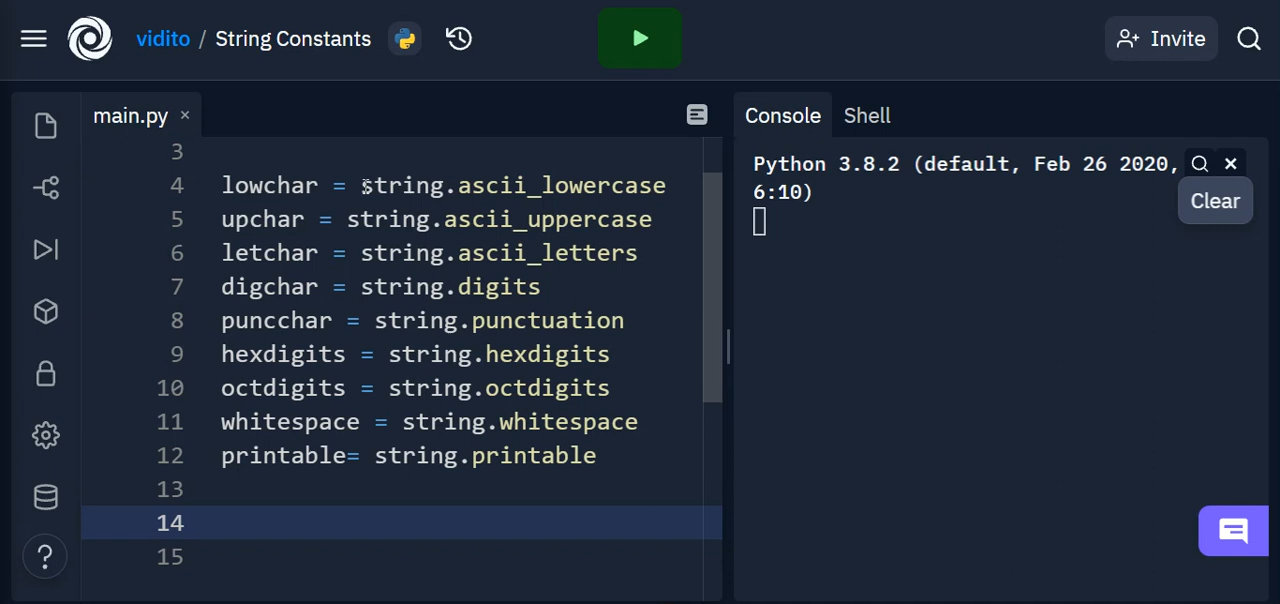 vidito / String Constants
Invite
main.py ×
Console Shell
3
4 lowchar = string.ascii_lowercase
5 upchar = string.ascii_uppercase
6 letchar = string.ascii_letters
7 digchar = string.digits
8 puncchar = string.punctuation
9 hexdigits = string.hexdigits
10 octdigits = string.octdigits
11 whitespace = string.whitespace
12 printable= string.printable
13
14
15
Python 3.8.2 (default, Feb 26 2020,
6:10)
Clear
?